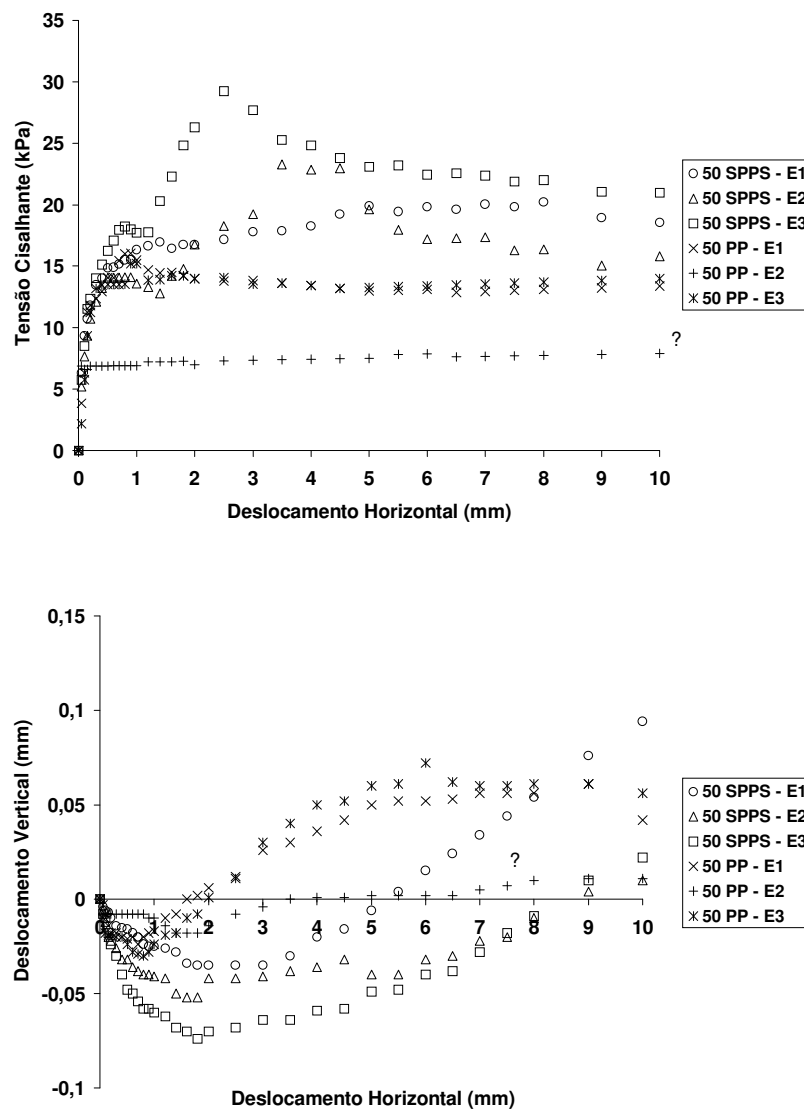 35
30
25
20
15
10
5
0
Tensão Cisalhante (kPa)
0 1 2 3 4 5 6 7 8 9 10
Deslocamento Horizontal (mm)
?
50 SPPS - E1
50 SPPS - E2
50 SPPS - E3
50 PP - E1
50 PP - E2
50 PP - E3
0,15
0,1
0,05
0
-0,05
-0,1
Deslocamento Vertical (mm)
0 1 2 3 4 5 6 7 8 9 10
Deslocamento Horizontal (mm)
?
50 SPPS - E1
50 SPPS - E2
50 SPPS - E3
50 PP - E1
50 PP - E2
50 PP - E3